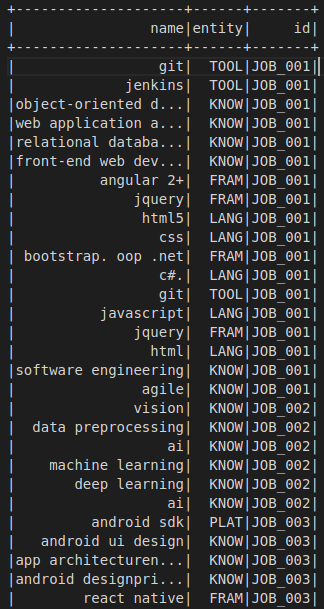 +--------------------+------+-------+
|                name|entity|     id|
+--------------------+------+-------+
|                 git|  TOOL|JOB_001|
|             jenkins|  TOOL|JOB_001|
|object-oriented d...|  KNOW|JOB_001|
|web application a...|  KNOW|JOB_001|
|relational databa...|  KNOW|JOB_001|
|front-end web dev...|  KNOW|JOB_001|
|          angular 2+|  FRAM|JOB_001|
|              jquery|  FRAM|JOB_001|
|               html5|  LANG|JOB_001|
|                 css|  LANG|JOB_001|
| bootstrap. oop .net|  FRAM|JOB_001|
|                 c#.|  LANG|JOB_001|
|                 git|  TOOL|JOB_001|
|          javascript|  LANG|JOB_001|
|              jquery|  FRAM|JOB_001|
|                html|  LANG|JOB_001|
|software engineering|  KNOW|JOB_001|
|               agile|  KNOW|JOB_001|
|              vision|  KNOW|JOB_002|
|  data preprocessing|  KNOW|JOB_002|
|                  ai|  KNOW|JOB_002|
|    machine learning|  KNOW|JOB_002|
|       deep learning|  KNOW|JOB_002|
|                  ai|  KNOW|JOB_002|
|         android sdk|  PLAT|JOB_003|
|   android ui design|  KNOW|JOB_003|
|app architecturen...|  KNOW|JOB_003|
|android designpri...|  KNOW|JOB_003|
|        react native|  FRAM|JOB_003|